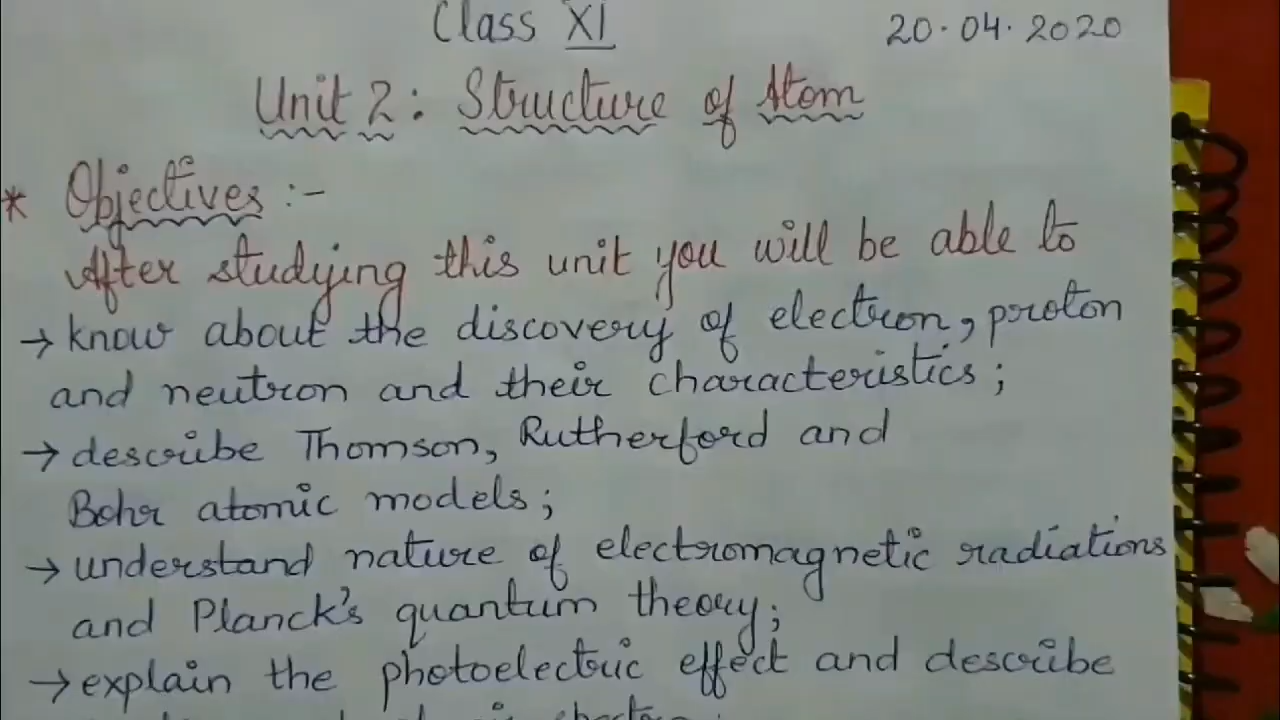 Class XI
20.04.2020
Unit 2: Structure of Atom
* Objectives :-
After studying this unit you will be able to
→ know about the discovery of electron, proton
and neutron and their characteristics;
→ describe Thomson, Rutherford and
Bohr atomic models;
→ understand nature of electromagnetic radiations
and Planck's quantum theory;
→ explain the photoelectric effect and describe